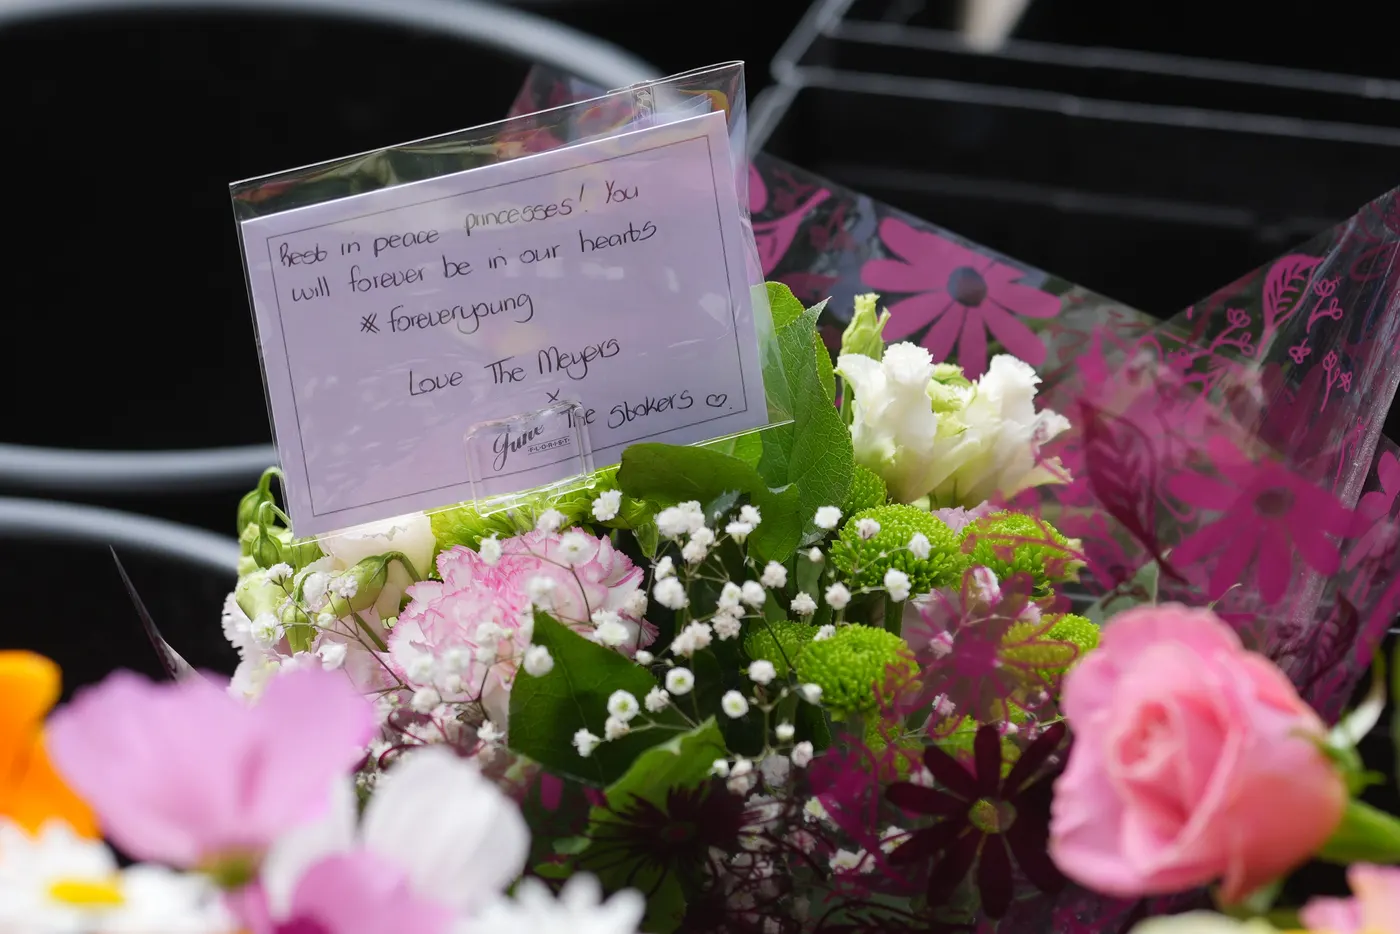 Rest in peace princesses! You
will forever be in our hearts
# foreveryoung
Love The Meyers
x
The Stokers ♡.
June
FLORIST